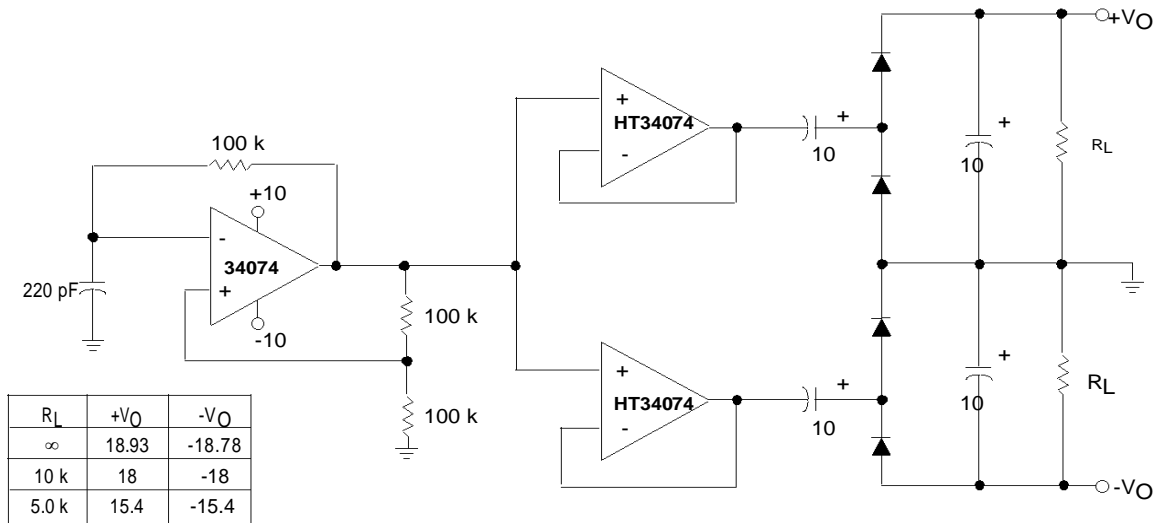 +VO
+
HT34074
-
+
10
+
10
RL
100 k
+10
-
34074
+
-10
220 pF
100 k
100 k
+
HT34074
-
+
10
+
10
RL
-VO
RL +VO -VO
∞ 18.93 -18.78
10 k 18 -18
5.0 k 15.4 -15.4